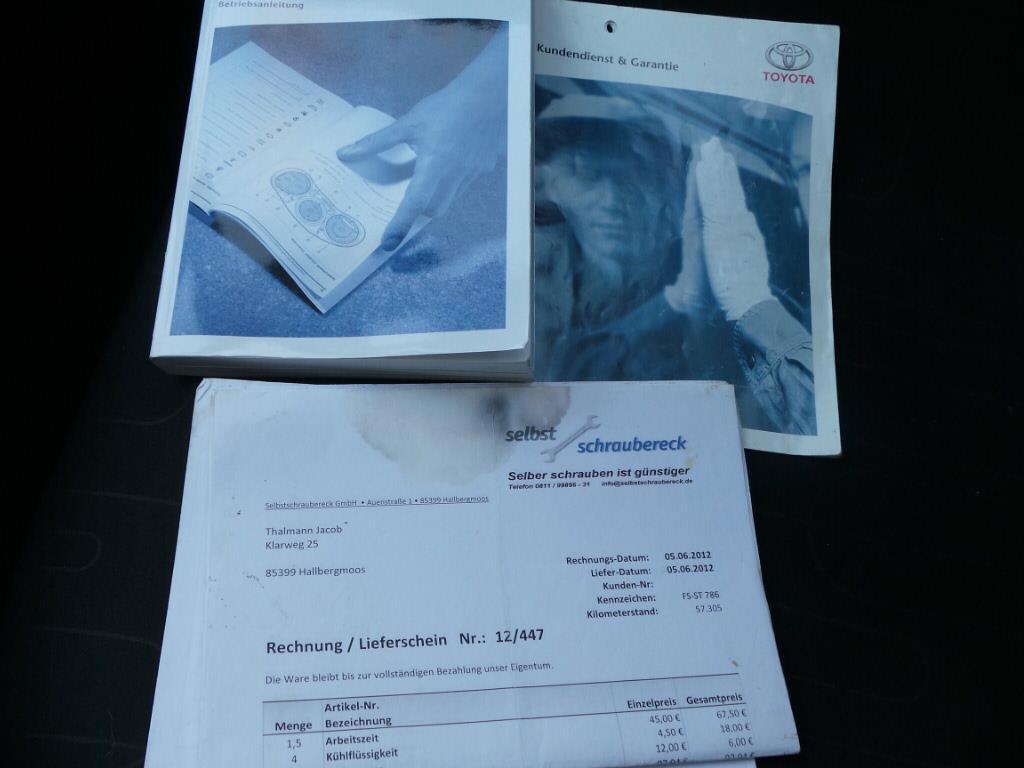 Betriebsanleitung
Kundendienst & Garantie
TOYOTA
selbst
schraubereck
Selber schrauben ist günstiger
Telefon 0811 / 99896 - 31 info@selbstschraubereck.de
Selbstschraubereck GmbH • Auenstraße 1 • 85399 Hallbergmoos
Thalmann Jacob
Klarweg 25
85399 Hallbergmoos
Rechnungs-Datum: 05.06.2012
Liefer-Datum: 05.06.2012
Kunden-Nr:
Kennzeichen: FS-ST 786
Kilometerstand: 57.305
Rechnung / Lieferschein Nr.: 12/447
Die Ware bleibt bis zur vollständigen Bezahlung unser Eigentum.
Artikel-Nr.
Menge Bezeichnung Einzelpreis Gesamtpreis
1,5 Arbeitszeit 45,00 € 67,50 €
4 Kühlflüssigkeit 4,50 € 18,00 €
12,00 € 6,00 €